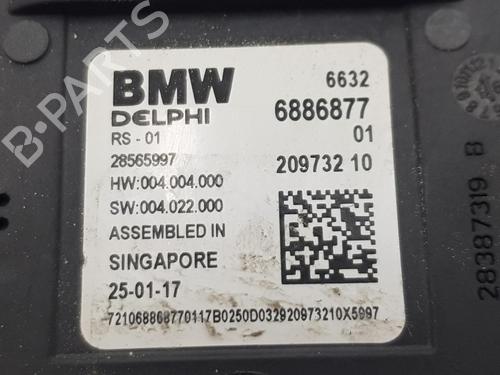 BMW 6632
DELPHI 6886877
RS - 01 01
28565997 209732 10
HW:004.004.000
SW:004.022.000
ASSEMBLED IN
SINGAPORE
25-01-17
721068868770117B0250D032920973210X5997
28387319 B
B-PARTS